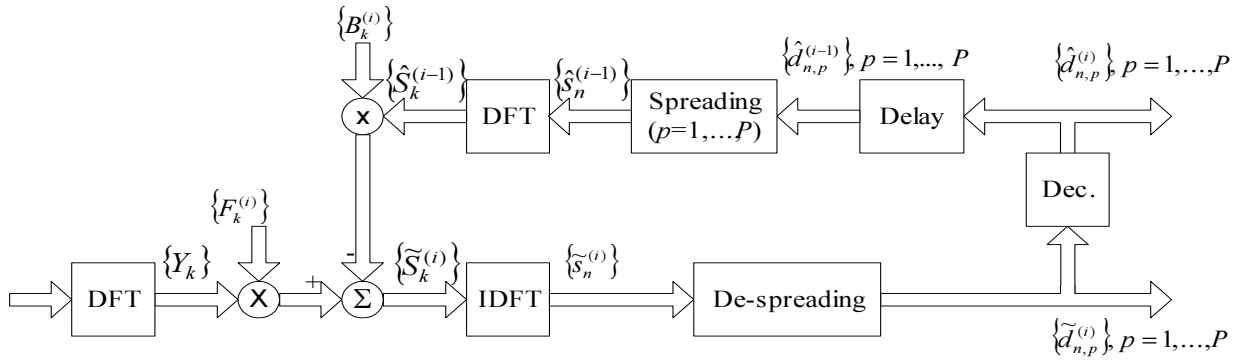 {B_k^(i)}
{Ŝ_k^(i−1)}
{ŝ_n^(i−1)}
{d̂_{n,p}^(i−1)}, p = 1,..., P
{d̂_{n,p}^(i)}, p = 1,…,P
x
DFT
Spreading
(p=1,…,P)
Delay
Dec.
{F_k^(i)}
{Y_k}
+
-
{S̃_k^(i)}
{s̃_n^(i)}
DFT
X
Σ
IDFT
De-spreading
{d̃_{n,p}^(i)}, p = 1,…,P